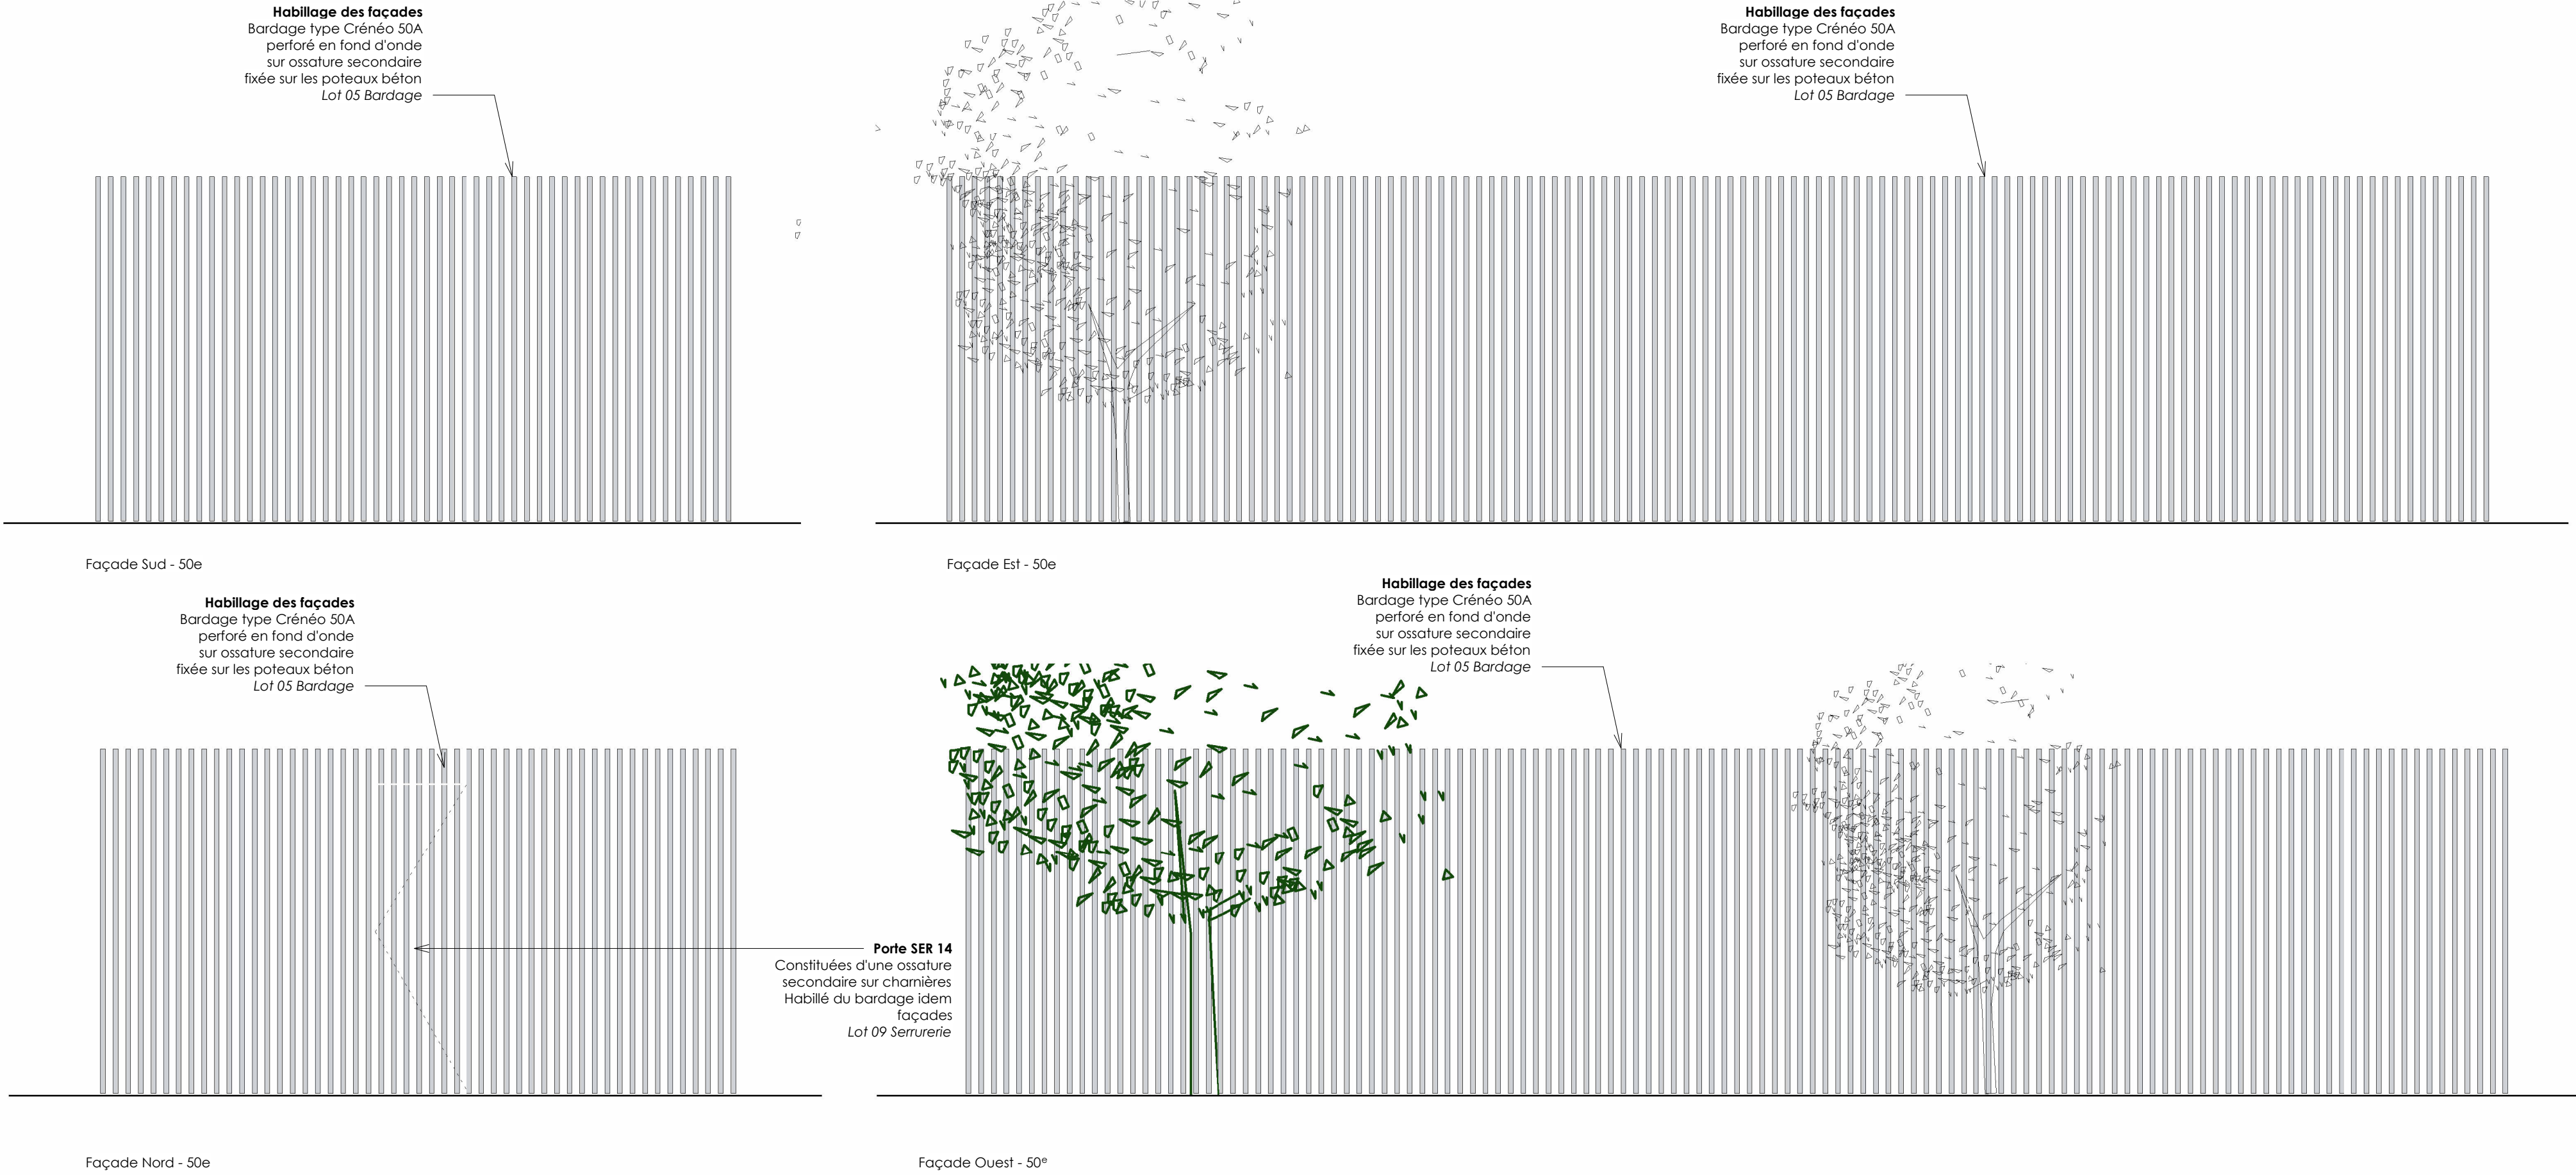 Habillage des façades
Bardage type Crénéo 50A
perforé en fond d'onde
sur ossature secondaire
fixée sur les poteaux béton
Lot 05 Bardage
Habillage des façades
Bardage type Crénéo 50A
perforé en fond d'onde
sur ossature secondaire
fixée sur les poteaux béton
Lot 05 Bardage
Façade Sud - 50e
Façade Est - 50e
Habillage des façades
Bardage type Crénéo 50A
perforé en fond d'onde
sur ossature secondaire
fixée sur les poteaux béton
Lot 05 Bardage
Habillage des façades
Bardage type Crénéo 50A
perforé en fond d'onde
sur ossature secondaire
fixée sur les poteaux béton
Lot 05 Bardage
Porte SER 14
Constituées d'une ossature
secondaire sur charnières
Habillé du bardage idem
façades
Lot 09 Serrurerie
Façade Nord - 50e
Façade Ouest - 50ᵉ